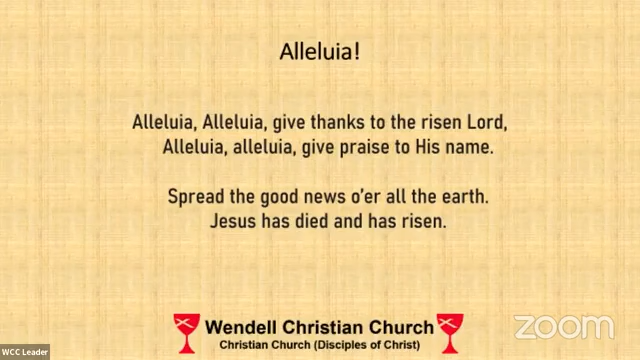 Alleluia!
Alleluia, Alleluia, give thanks to the risen Lord,
Alleluia, alleluia, give praise to His name.
Spread the good news o'er all the earth.
Jesus has died and has risen.
Wendell Christian Church
Christian Church (Disciples of Christ)
zoom
WCC Leader